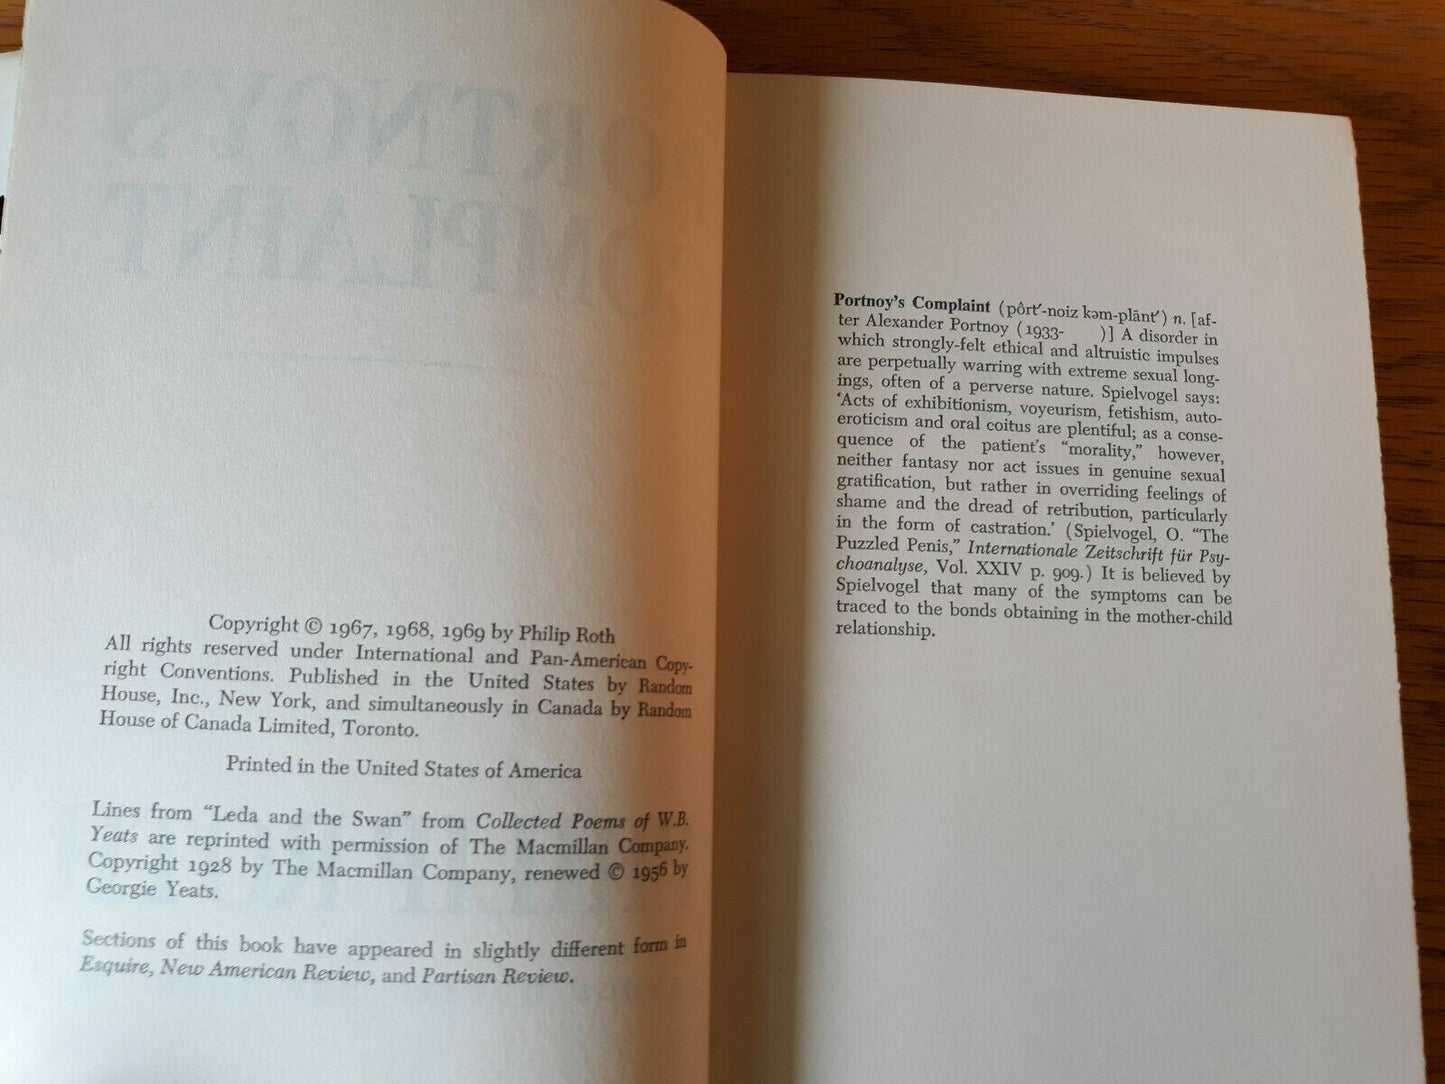 ORTNOY'S
OMPLAINT
Copyright © 1967, 1968, 1969 by Philip Roth
All rights reserved under International and Pan-American Copy-
right Conventions. Published in the United States by Random
House, Inc., New York, and simultaneously in Canada by Random
House of Canada Limited, Toronto.
Printed in the United States of America
Lines from “Leda and the Swan” from Collected Poems of W.B.
Yeats are reprinted with permission of The Macmillan Company.
Copyright 1928 by The Macmillan Company, renewed © 1956 by
Georgie Yeats.
Sections of this book have appeared in slightly different form in
Esquire, New American Review, and Partisan Review.
Portnoy's Complaint (pôrt′-noiz kəm-plānt′) n. [af-
ter Alexander Portnoy (1933- )] A disorder in
which strongly-felt ethical and altruistic impulses
are perpetually warring with extreme sexual long-
ings, often of a perverse nature. Spielvogel says:
‘Acts of exhibitionism, voyeurism, fetishism, auto-
eroticism and oral coitus are plentiful; as a conse-
quence of the patient's “morality,” however,
neither fantasy nor act issues in genuine sexual
gratification, but rather in overriding feelings of
shame and the dread of retribution, particularly
in the form of castration.’ (Spielvogel, O. “The
Puzzled Penis,” Internationale Zeitschrift für Psy-
choanalyse, Vol. XXIV p. 909.) It is believed by
Spielvogel that many of the symptoms can be
traced to the bonds obtaining in the mother-child
relationship.